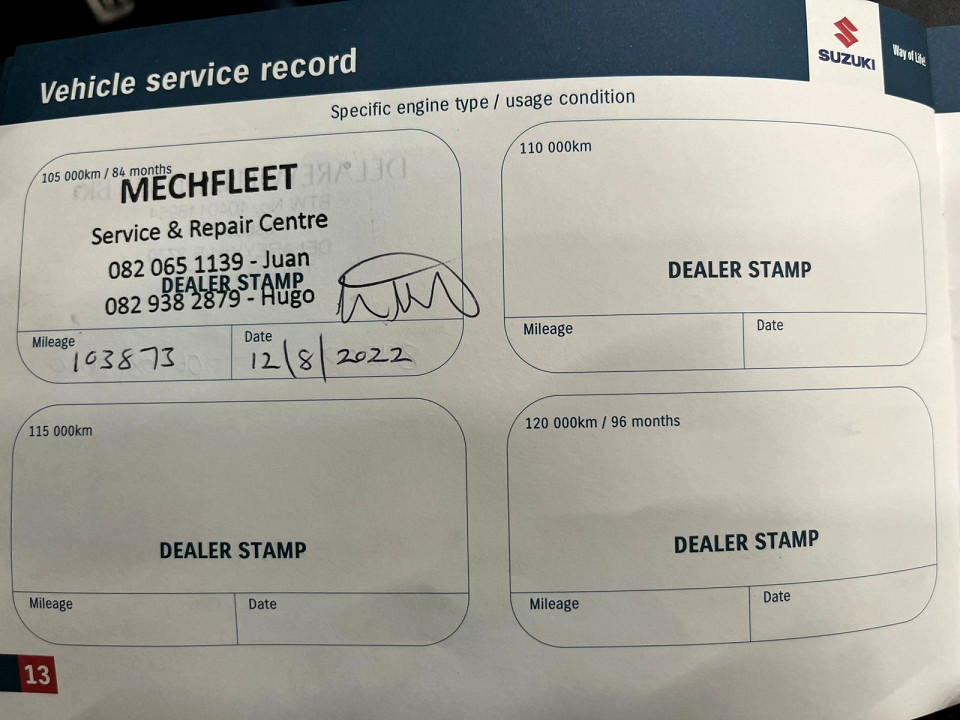 SUZUKI
Way of Life!
Vehicle service record
Specific engine type / usage condition
105 000km / 84 months
MECHFLEET
Service & Repair Centre
082 065 1139 - Juan
DEALER STAMP
082 938 2879 - Hugo
Mileage
103873
Date
12/8/2022
110 000km
DEALER STAMP
Mileage
Date
115 000km
DEALER STAMP
Mileage
Date
120 000km / 96 months
DEALER STAMP
Mileage
Date
13